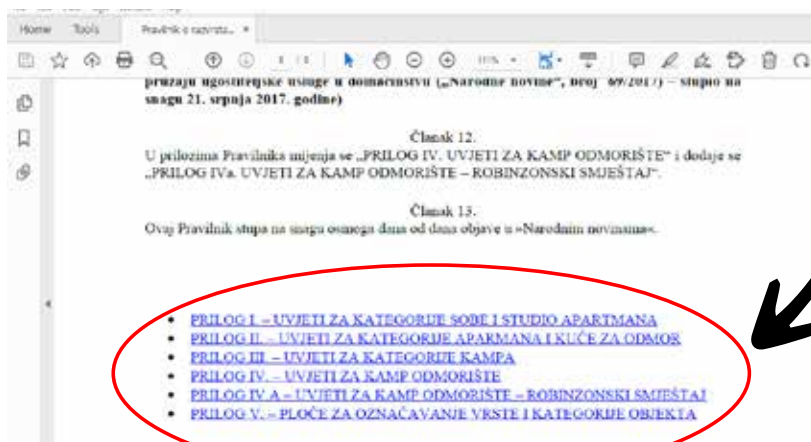 Home Tools Pravilnik o razvrsta... ×
pružaju ugostiteljske usluge u domaćinstvu („Narodne novine“, broj 69/2017) – stupio na
snagu 21. srpnja 2017. godine)
Članak 12.
U prilozima Pravilnika mijenja se „PRILOG IV. UVJETI ZA KAMP ODMORIŠTE“ i dodaje se
„PRILOG IVa. UVJETI ZA KAMP ODMORIŠTE – ROBINZONSKI SMJEŠTAJ“.
Članak 13.
Ovaj Pravilnik stupa na snagu osmoga dana od dana objave u »Narodnim novinama«.
• PRILOG I. – UVJETI ZA KATEGORIJE SOBE I STUDIO APARTMANA
• PRILOG II. – UVJETI ZA KATEGORIJE APARMANA I KUĆE ZA ODMOR
• PRILOG III. – UVJETI ZA KATEGORIJE KAMPA
• PRILOG IV. – UVJETI ZA KAMP ODMORIŠTE
• PRILOG IV.A – UVJETI ZA KAMP ODMORIŠTE – ROBINZONSKI SMJEŠTAJ
• PRILOG V. – PLOČE ZA OZNAČAVANJE VRSTE I KATEGORIJE OBJEKTA